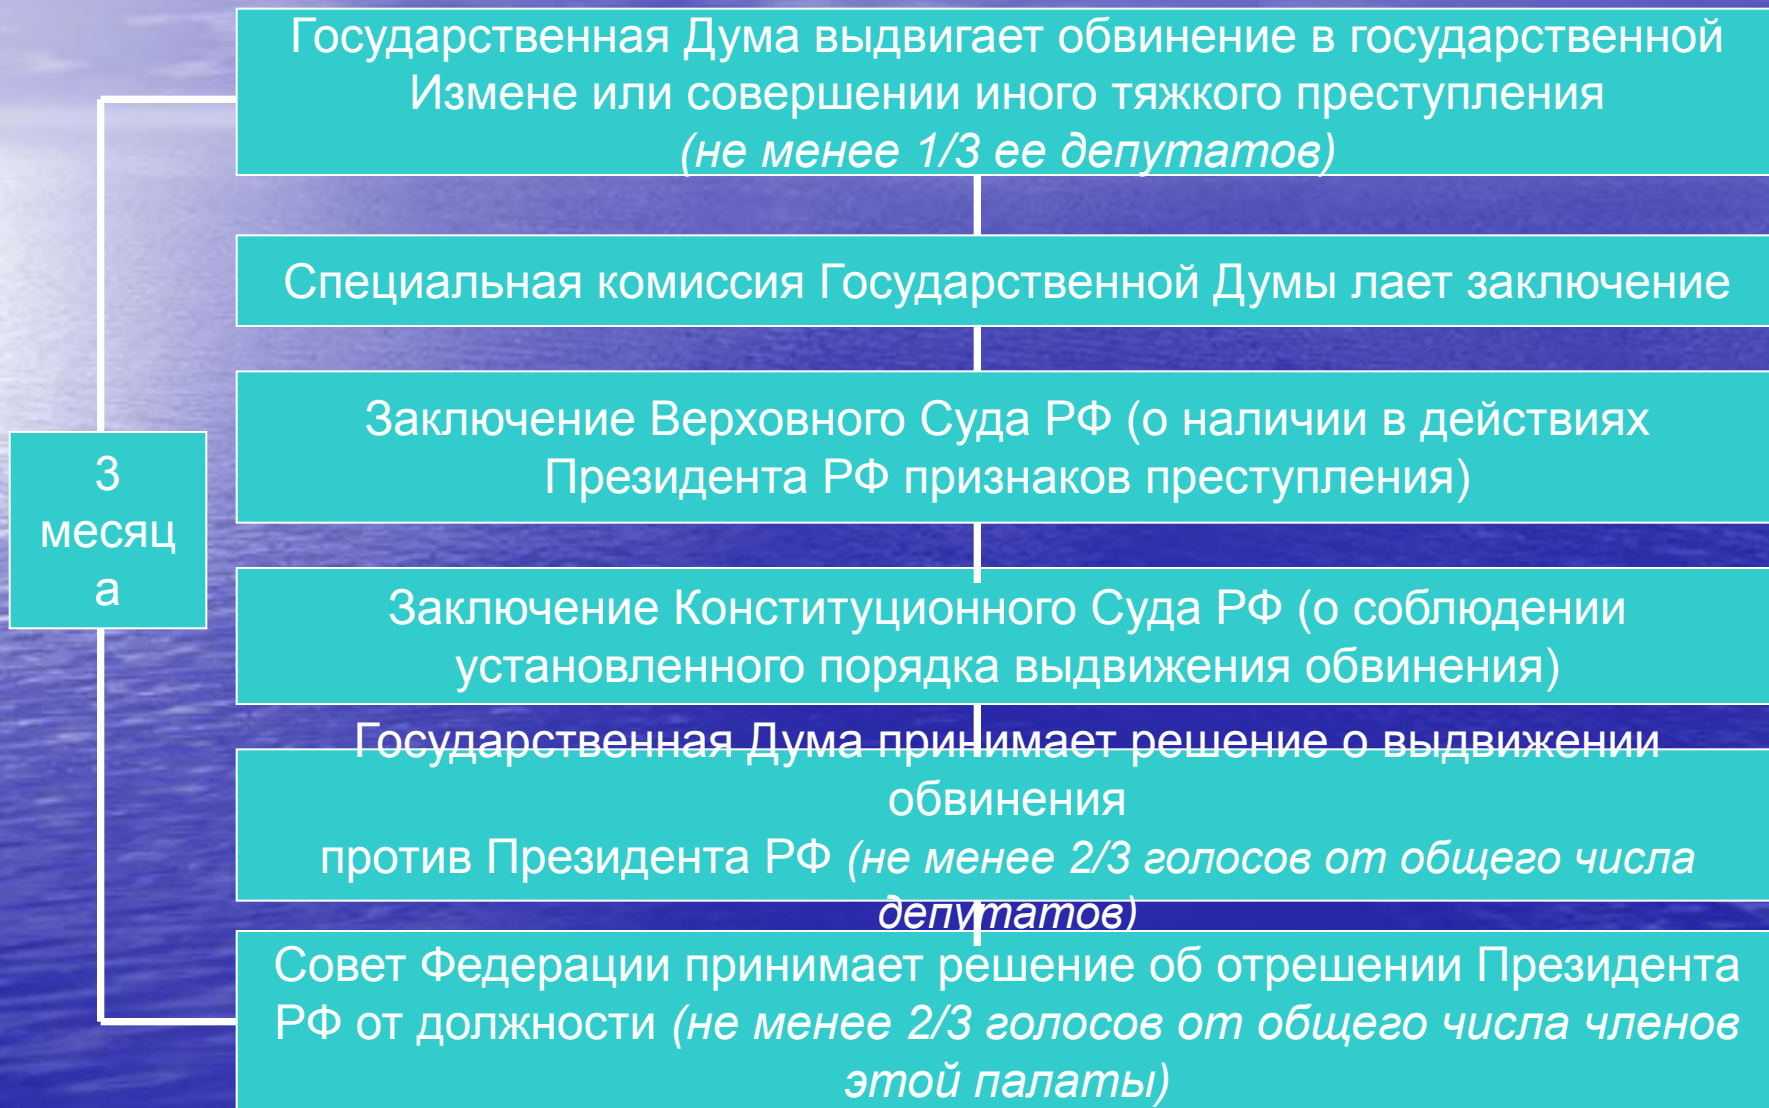 Государственная Дума выдвигает обвинение в государственной
Измене или совершении иного тяжкого преступления
(не менее 1/3 ее депутатов)
Специальная комиссия Государственной Думы лает заключение
Заключение Верховного Суда РФ (о наличии в действиях
Президента РФ признаков преступления)
3
месяц
а
Заключение Конституционного Суда РФ (о соблюдении
установленного порядка выдвижения обвинения)
Государственная Дума принимает решение о выдвижении
обвинения
против Президента РФ (не менее 2/3 голосов от общего числа
депутатов)
Совет Федерации принимает решение об отрешении Президента
РФ от должности (не менее 2/3 голосов от общего числа членов
этой палаты)